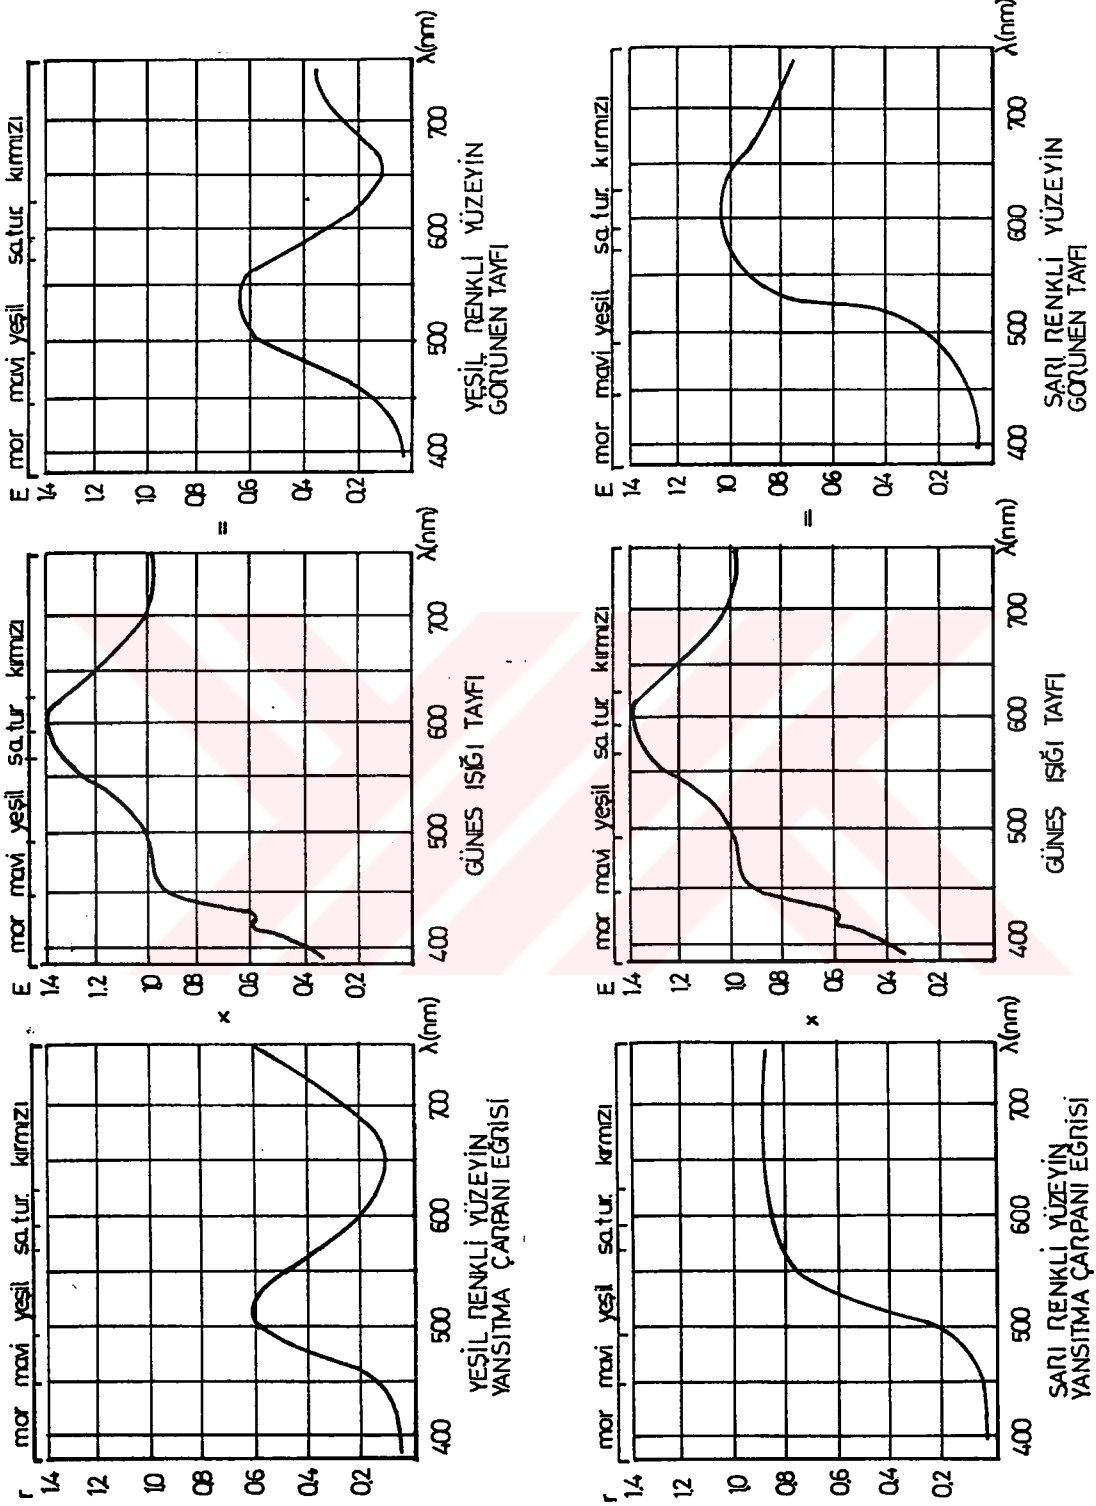 r
mor mavi yeşil sa.tur. kırmızı
1.4
1.2
1.0
0.8
0.6
0.4
0.2
400 500 600 700 λ(nm)
YEŞİL RENKLİ YÜZEYİN
YANSITMA ÇARPANI EĞRİSİ
x
E
mor mavi yeşil sa.tur. kırmızı
1.4
1.2
1.0
0.8
0.6
0.4
0.2
400 500 600 700 λ(nm)
GÜNEŞ IŞIĞI TAYFI
=
E
mor mavi yeşil sa.tur. kırmızı
1.4
1.2
1.0
0.8
0.6
0.4
0.2
400 500 600 700 λ(nm)
YEŞİL RENKLİ YÜZEYİN
GÖRÜNEN TAYFI
r
mor mavi yeşil sa.tur. kırmızı
1.4
1.2
1.0
0.8
0.6
0.4
0.2
400 500 600 700 λ(nm)
SARI RENKLİ YÜZEYİN
YANSITMA ÇARPANI EĞRİSİ
x
E
mor mavi yeşil sa.tur. kırmızı
1.4
1.2
1.0
0.8
0.6
0.4
0.2
400 500 600 700 λ(nm)
GÜNEŞ IŞIĞI TAYFI
=
E
mor mavi yeşil sa.tur. kırmızı
1.4
1.2
1.0
0.8
0.6
0.4
0.2
400 500 600 700 λ(nm)
SARI RENKLİ YÜZEYİN
GÖRÜNEN TAYFI